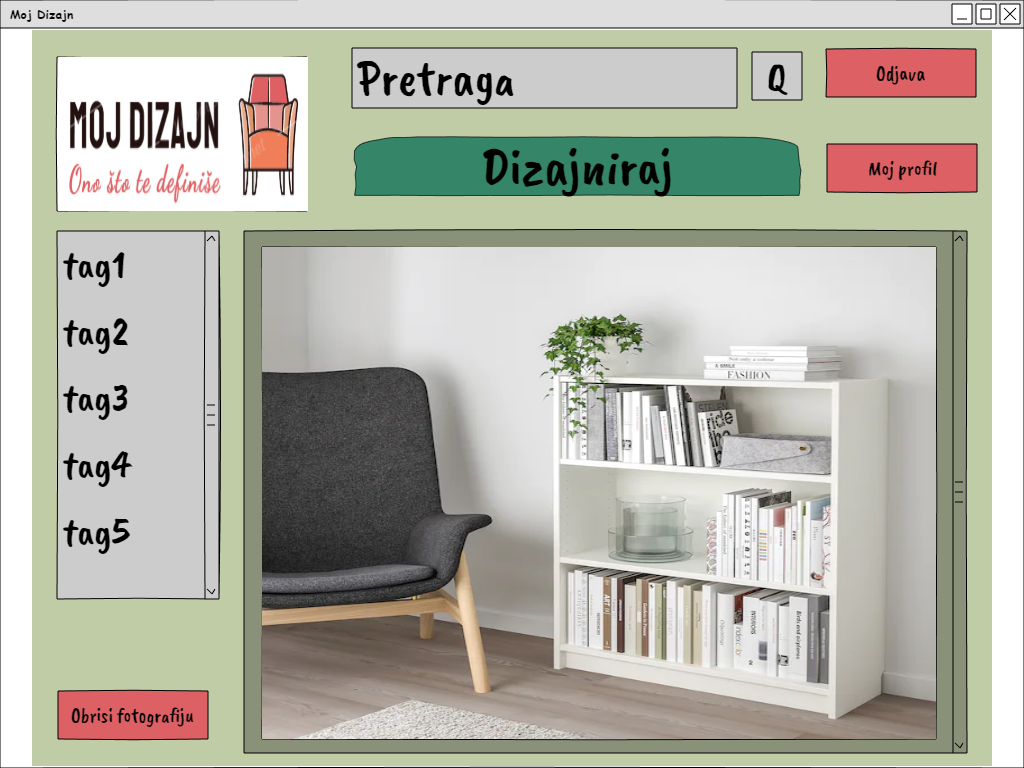 Moj Dizajn
Pretraga
Q
Odjava
MOJ DIZAJN
Ono što te definiše
Dizajniraj
Moj profil
tag1
tag2
tag3
tag4
tag5
FASHION
Obrisi fotografiju